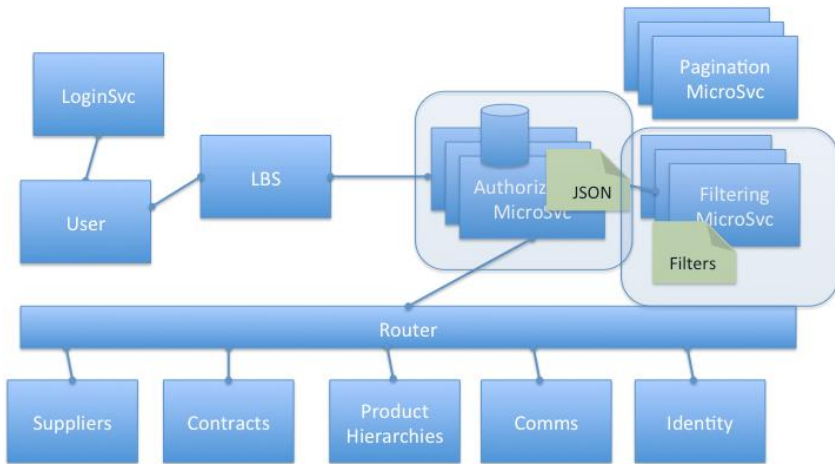 LoginSvc
User
LBS
Pagination
MicroSvc
Authoriz
MicroSvc
JSON
Filtering
MicroSvc
Filters
Router
Suppliers
Contracts
Product
Hierarchies
Comms
Identity